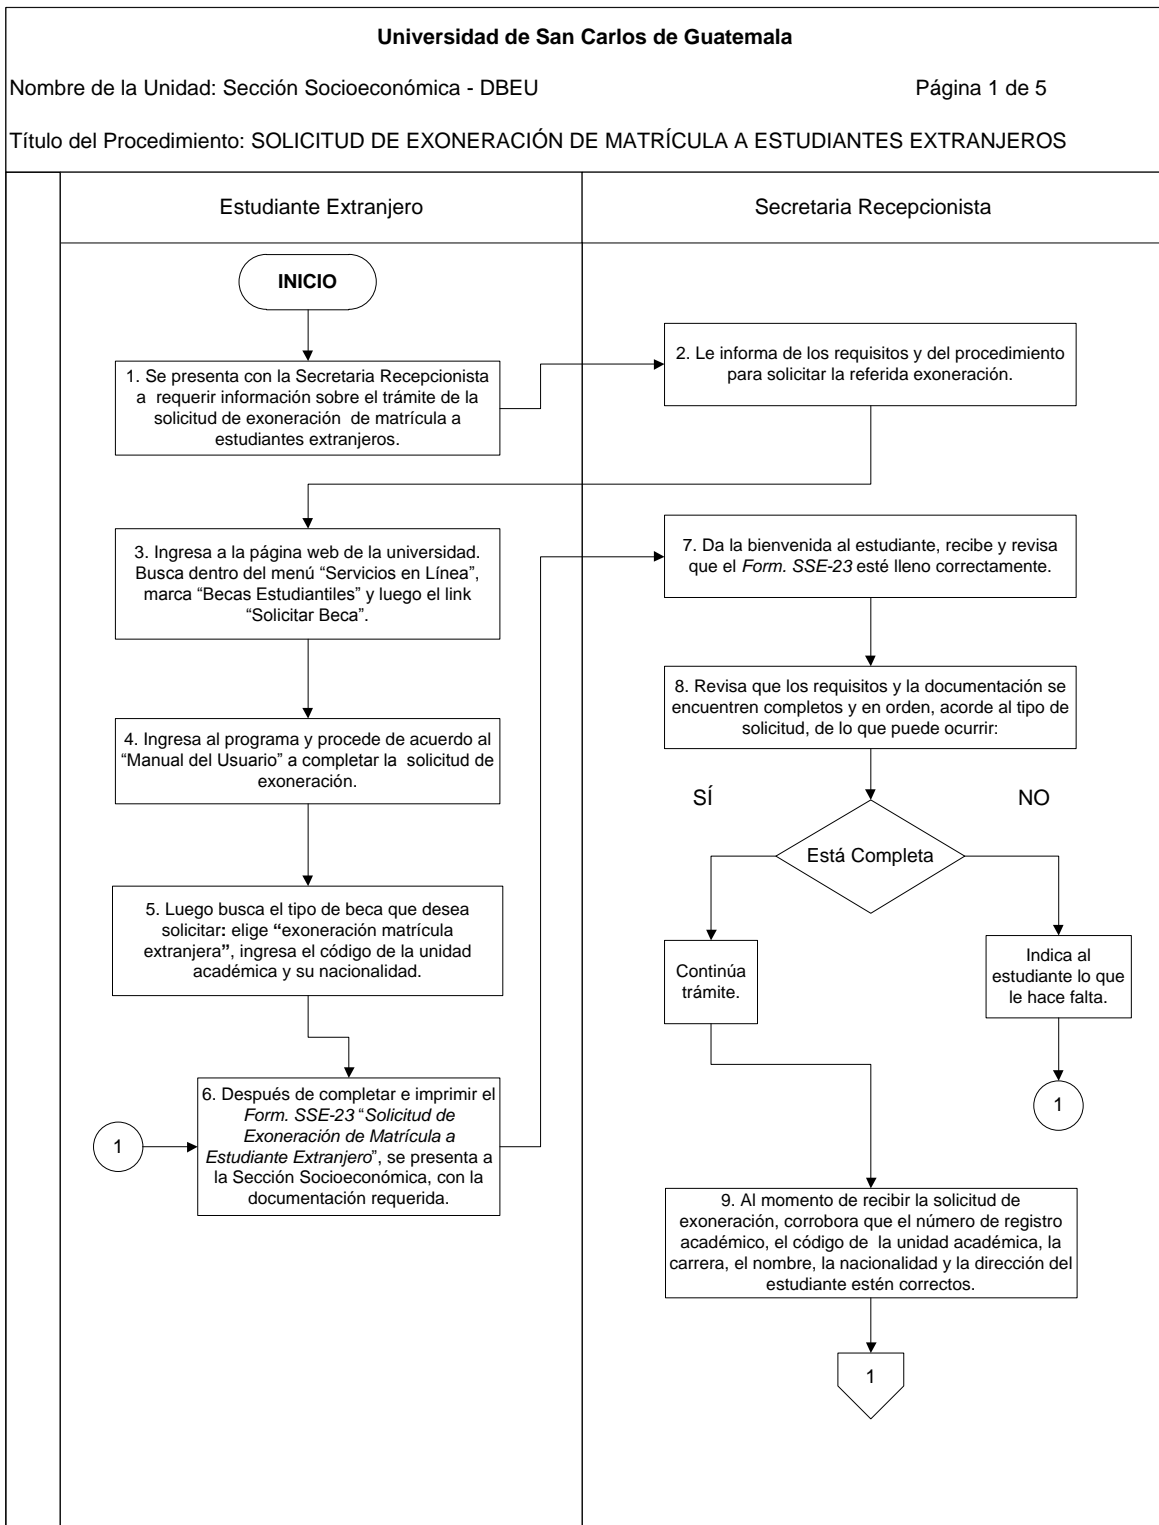 Universidad de San Carlos de Guatemala
Nombre de la Unidad: Sección Socioeconómica - DBEU
Página 1 de 5
Título del Procedimiento: SOLICITUD DE EXONERACIÓN DE MATRÍCULA A ESTUDIANTES EXTRANJEROS
Estudiante Extranjero
Secretaria Recepcionista
INICIO
1. Se presenta con la Secretaria Recepcionista
a requerir información sobre el trámite de la
solicitud de exoneración de matrícula a
estudiantes extranjeros.
2. Le informa de los requisitos y del procedimiento
para solicitar la referida exoneración.
3. Ingresa a la página web de la universidad.
Busca dentro del menú “Servicios en Línea”,
marca “Becas Estudiantiles” y luego el link
“Solicitar Beca”.
4. Ingresa al programa y procede de acuerdo al
“Manual del Usuario” a completar la solicitud de
exoneración.
5. Luego busca el tipo de beca que desea
solicitar: elige “exoneración matrícula
extranjera”, ingresa el código de la unidad
académica y su nacionalidad.
6. Después de completar e imprimir el
Form. SSE-23 “Solicitud de
Exoneración de Matrícula a
Estudiante Extranjero”, se presenta a
la Sección Socioeconómica, con la
documentación requerida.
1
7. Da la bienvenida al estudiante, recibe y revisa
que el Form. SSE-23 esté lleno correctamente.
8. Revisa que los requisitos y la documentación se
encuentren completos y en orden, acorde al tipo de
solicitud, de lo que puede ocurrir:
SÍ
NO
Está Completa
Continúa
trámite.
Indica al
estudiante lo que
le hace falta.
1
9. Al momento de recibir la solicitud de
exoneración, corrobora que el número de registro
académico, el código de la unidad académica, la
carrera, el nombre, la nacionalidad y la dirección del
estudiante estén correctos.
1